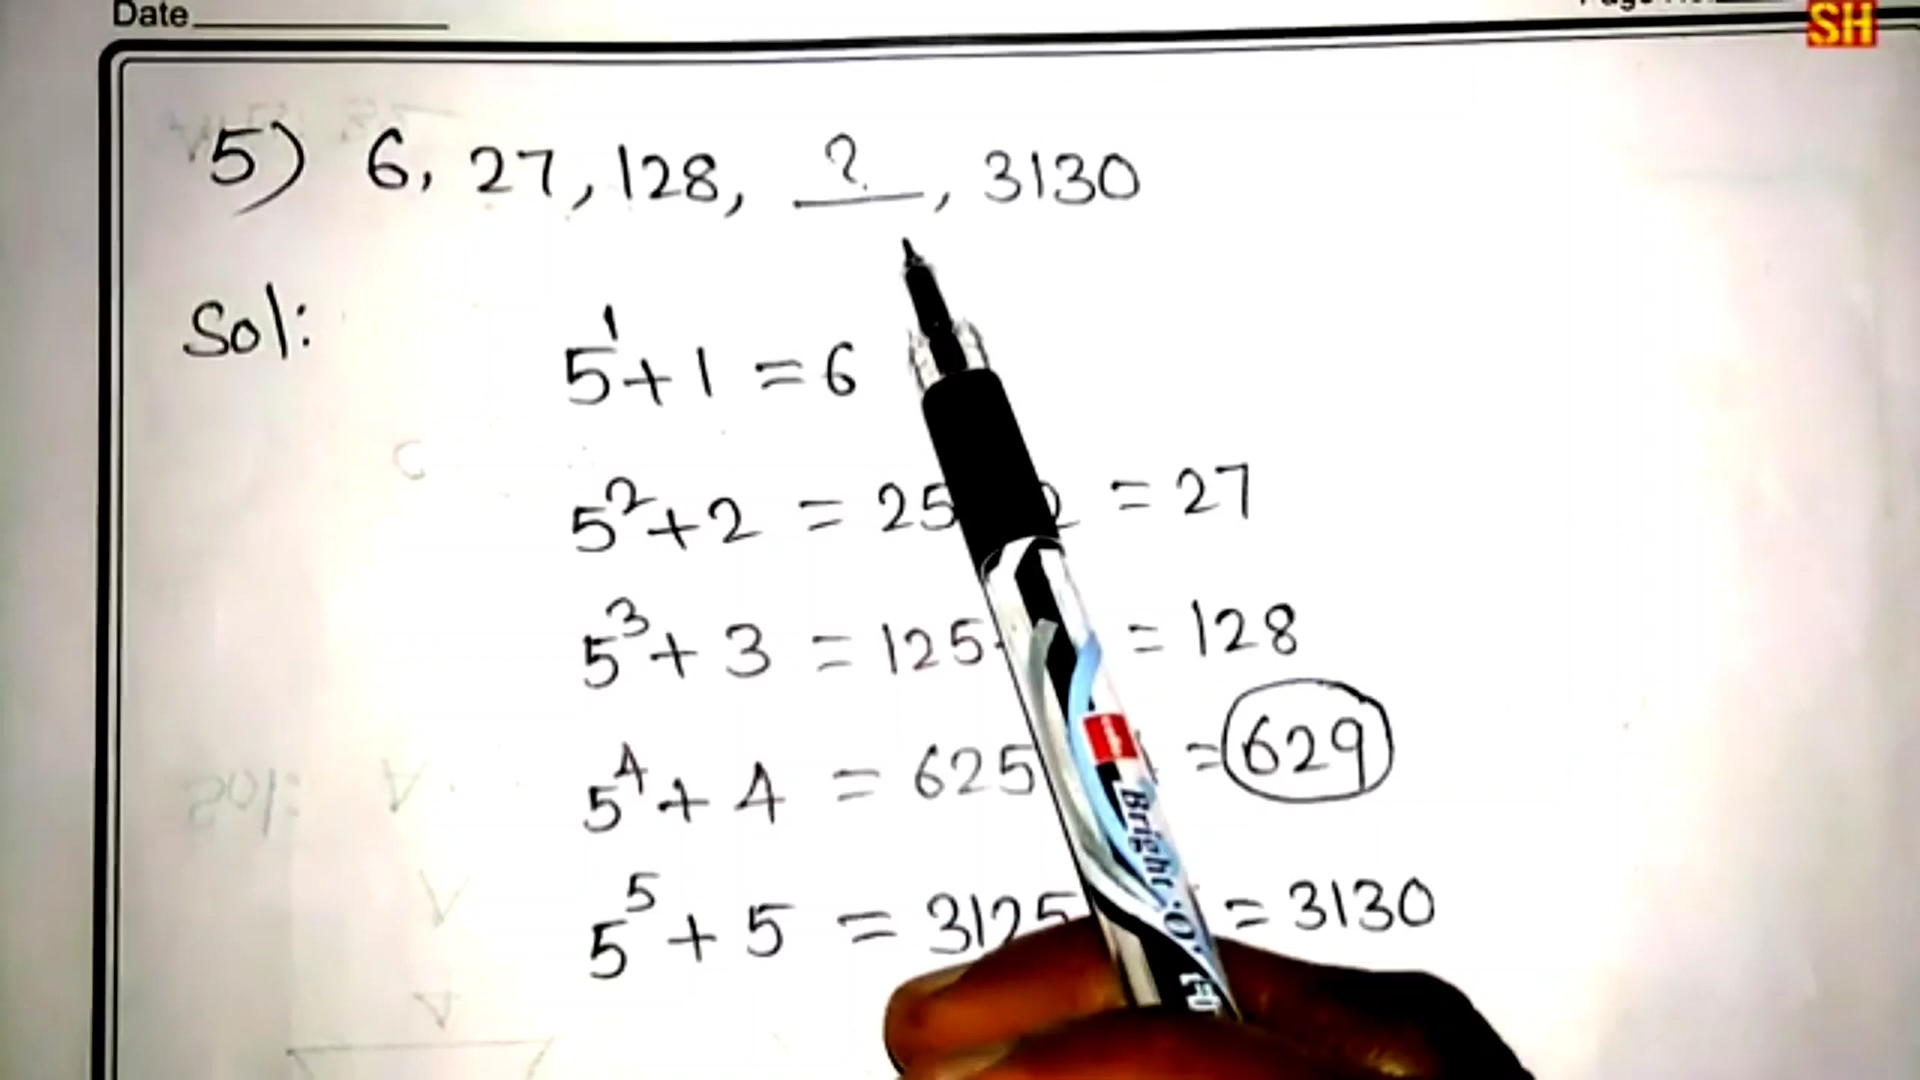 Date
SH
5) 6, 27, 128, ?, 3130
Sol:
5¹+1 = 6
5²+2 = 25 2 = 27
5³+3 = 125 = 128
5⁴+4 = 625 = 629
5⁵+5 = 3125 = 3130
Bright